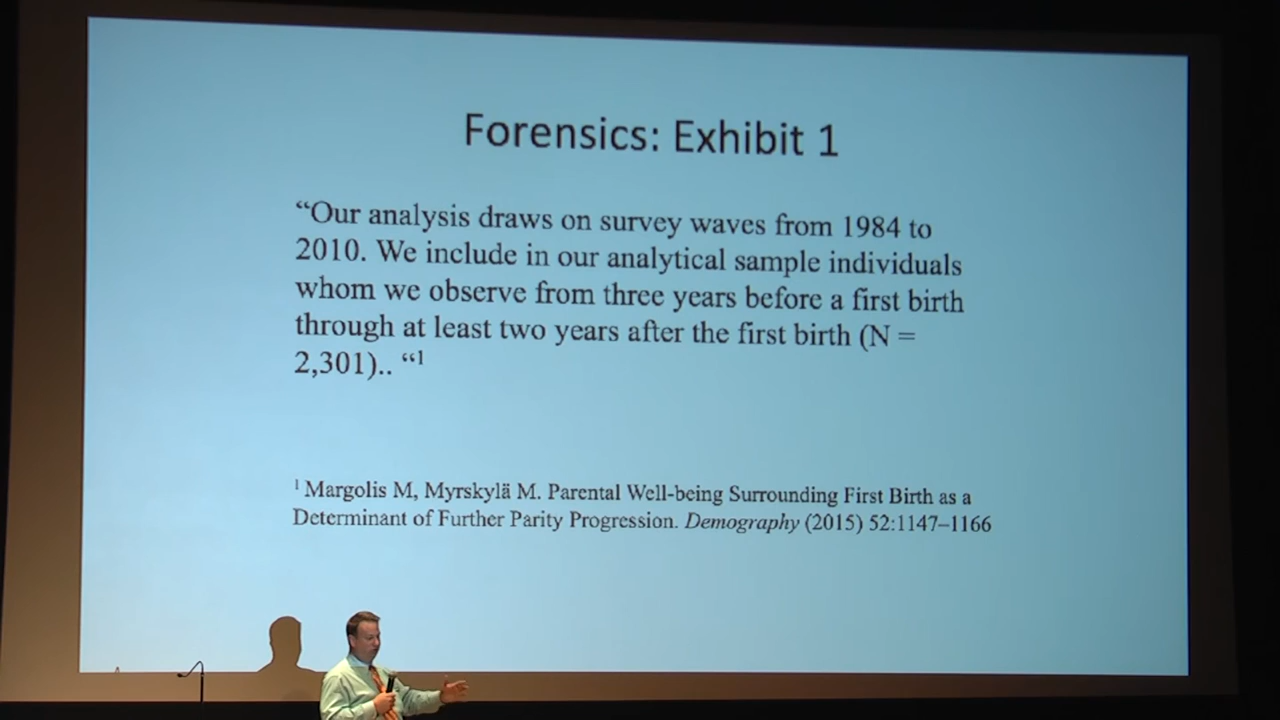 Forensics: Exhibit 1
“Our analysis draws on survey waves from 1984 to
2010. We include in our analytical sample individuals
whom we observe from three years before a first birth
through at least two years after the first birth (N =
2,301).. “1
1 Margolis M, Myrskylä M. Parental Well-being Surrounding First Birth as a
Determinant of Further Parity Progression. Demography (2015) 52:1147–1166